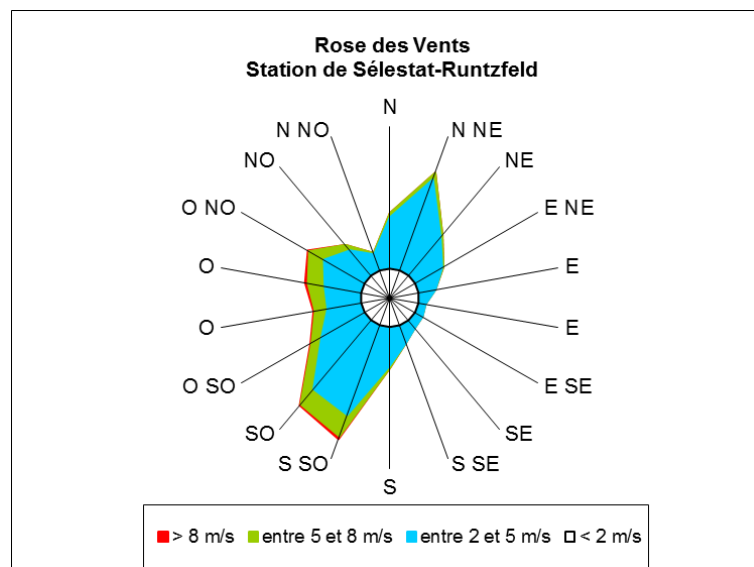 Rose des Vents
Station de Sélestat-Runtzfeld
N
N NO
N NE
NO
NE
O NO
E NE
O
E
O
E
O SO
E SE
SO
SE
S SO
S SE
S
> 8 m/s entre 5 et 8 m/s entre 2 et 5 m/s < 2 m/s